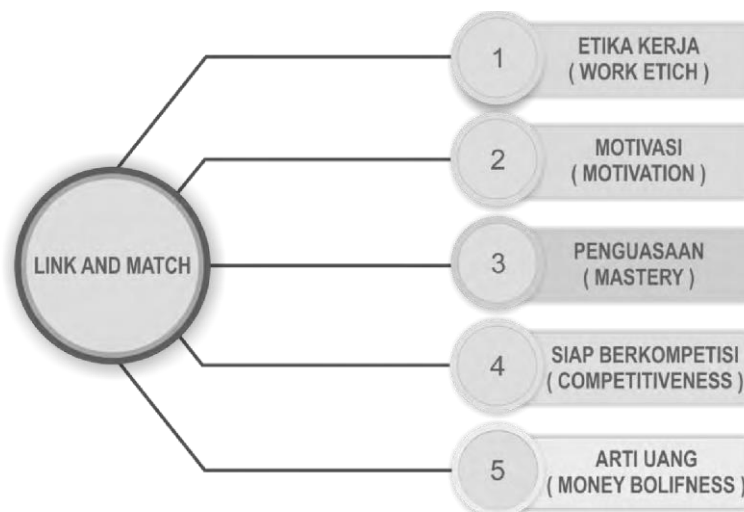 LINK AND MATCH
1
ETIKA KERJA
( WORK ETICH )
2
MOTIVASI
( MOTIVATION )
3
PENGUASAAN
( MASTERY )
4
SIAP BERKOMPETISI
( COMPETITIVENESS )
5
ARTI UANG
( MONEY BOLIFNESS )